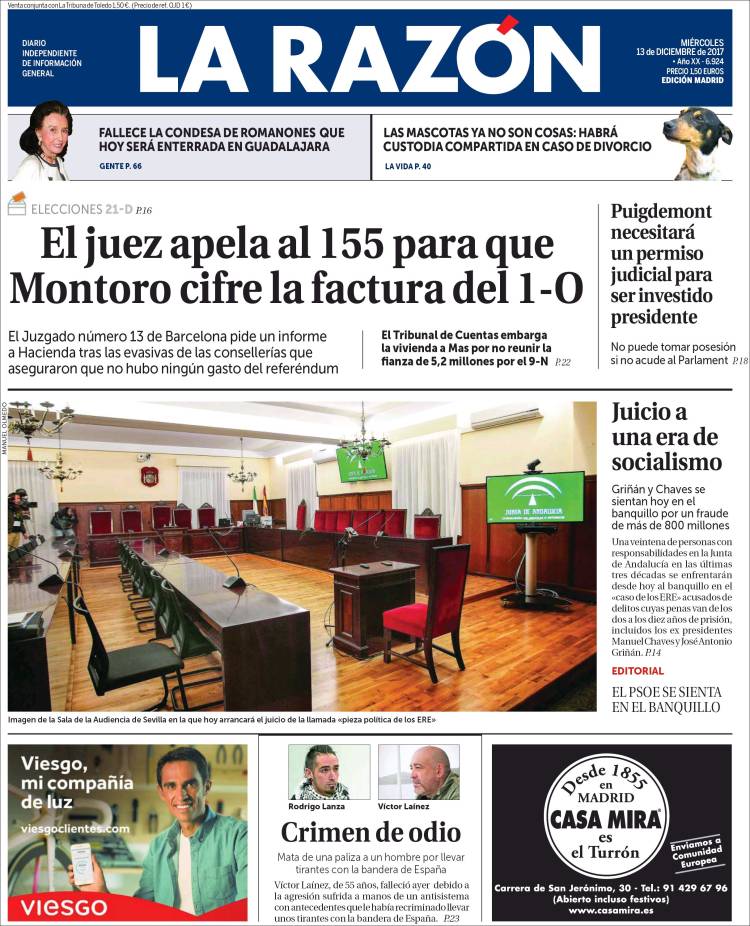 Venta conjunta con La Tribuna de Toledo 1,50 €. (Precio de ref. OJD 1 €)
DIARIO
INDEPENDIENTE
DE INFORMACIÓN
GENERAL
LA RAZÓN
MIÉRCOLES
13 de DICIEMBRE de 2017
• Año XX - 6.924
PRECIO 1,50 EUROS
EDICIÓN MADRID
FALLECE LA CONDESA DE ROMANONES QUE
HOY SERÁ ENTERRADA EN GUADALAJARA
GENTE P. 66
LAS MASCOTAS YA NO SON COSAS: HABRÁ
CUSTODIA COMPARTIDA EN CASO DE DIVORCIO
LA VIDA P. 40
ELECCIONES 21-D P.16
El juez apela al 155 para que
Montoro cifre la factura del 1-O
El Juzgado número 13 de Barcelona pide un informe
a Hacienda tras las evasivas de las consellerías que
aseguraron que no hubo ningún gasto del referéndum
El Tribunal de Cuentas embarga
la vivienda a Mas por no reunir la
fianza de 5,2 millones por el 9-N P.22
Puigdemont
necesitará
un permiso
judicial para
ser investido
presidente
No puede tomar posesión
si no acude al Parlament P.18
MANUEL OLMEDO
JUNTA DE ANDALUCIA
Imagen de la Sala de la Audiencia de Sevilla en la que hoy arrancará el juicio de la llamada «pieza política de los ERE»
Juicio a
una era de
socialismo
Griñán y Chaves se
sientan hoy en el
banquillo por un fraude
de más de 800 millones
Una veintena de personas con
responsabilidades en la Junta
de Andalucía en las últimas
tres décadas se enfrentarán
desde hoy al banquillo en el
«caso de los ERE» acusados de
delitos cuyas penas van de los
dos a los diez años de prisión,
incluidos los ex presidentes
Manuel Chaves y José Antonio
Griñán. P.14
EDITORIAL
EL PSOE SE SIENTA
EN EL BANQUILLO
Viesgo,
mi compañía
de luz
viesgoclientes.com
viesgo
Rodrigo Lanza
Víctor Laínez
Crimen de odio
Mata de una paliza a un hombre por llevar
tirantes con la bandera de España
Víctor Laínez, de 55 años, falleció ayer debido a
la agresión sufrida a manos de un antisistema
con antecedentes que le había recriminado llevar
unos tirantes con la bandera de España. P.23
Desde 1855
en
MADRID
CASA MIRA
es
el Turrón
Enviamos a
Comunidad
Europea
Carrera de San Jerónimo, 30 - Tel.: 91 429 67 96
(Abierto incluso festivos)
www.casamira.es